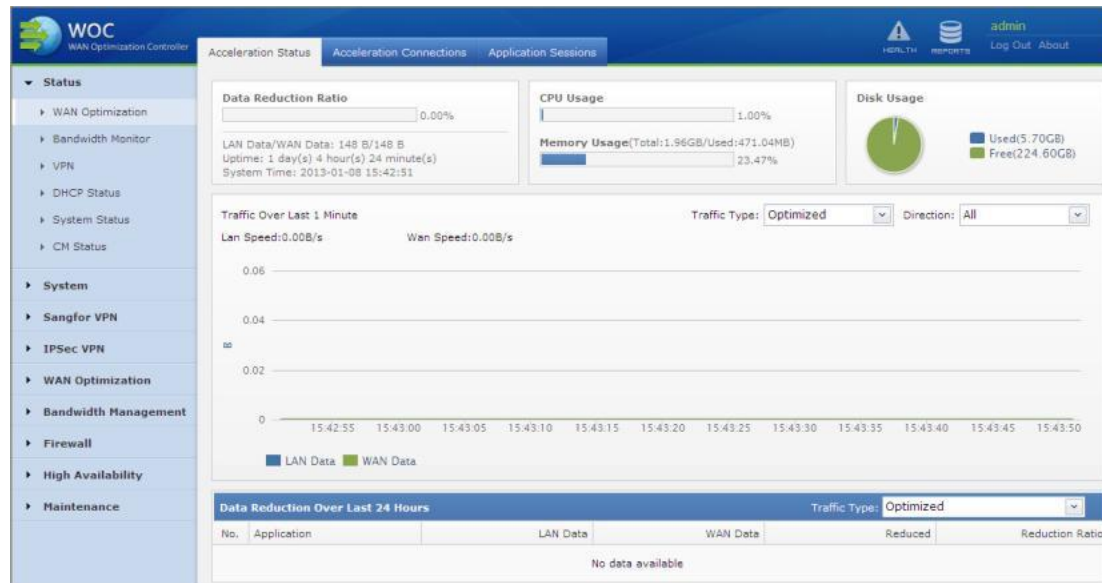 WOC
WAN Optimization Controller
Acceleration Status
Acceleration Connections
Application Sessions
HEALTH
REPORTS
admin
Log Out About
Status
WAN Optimization
Bandwidth Monitor
VPN
DHCP Status
System Status
CM Status
System
Sangfor VPN
IPSec VPN
WAN Optimization
Bandwidth Management
Firewall
High Availability
Maintenance
Data Reduction Ratio
0.00%
LAN Data/WAN Data: 148 B/148 B
Uptime: 1 day(s) 4 hour(s) 24 minute(s)
System Time: 2013-01-08 15:42:51
CPU Usage
1.00%
Memory Usage(Total:1.96GB/Used:471.04MB)
23.47%
Disk Usage
Used(5.70GB)
Free(224.60GB)
Traffic Over Last 1 Minute
Traffic Type: Optimized
Direction: All
Lan Speed:0.00B/s
Wan Speed:0.00B/s
0.06
0.04
B
0.02
0
15:42:55 15:43:00 15:43:05 15:43:10 15:43:15 15:43:20 15:43:25 15:43:30 15:43:35 15:43:40 15:43:45 15:43:50
LAN Data WAN Data
Data Reduction Over Last 24 Hours
Traffic Type: Optimized
No. Application LAN Data WAN Data Reduced Reduction Ratio
No data available